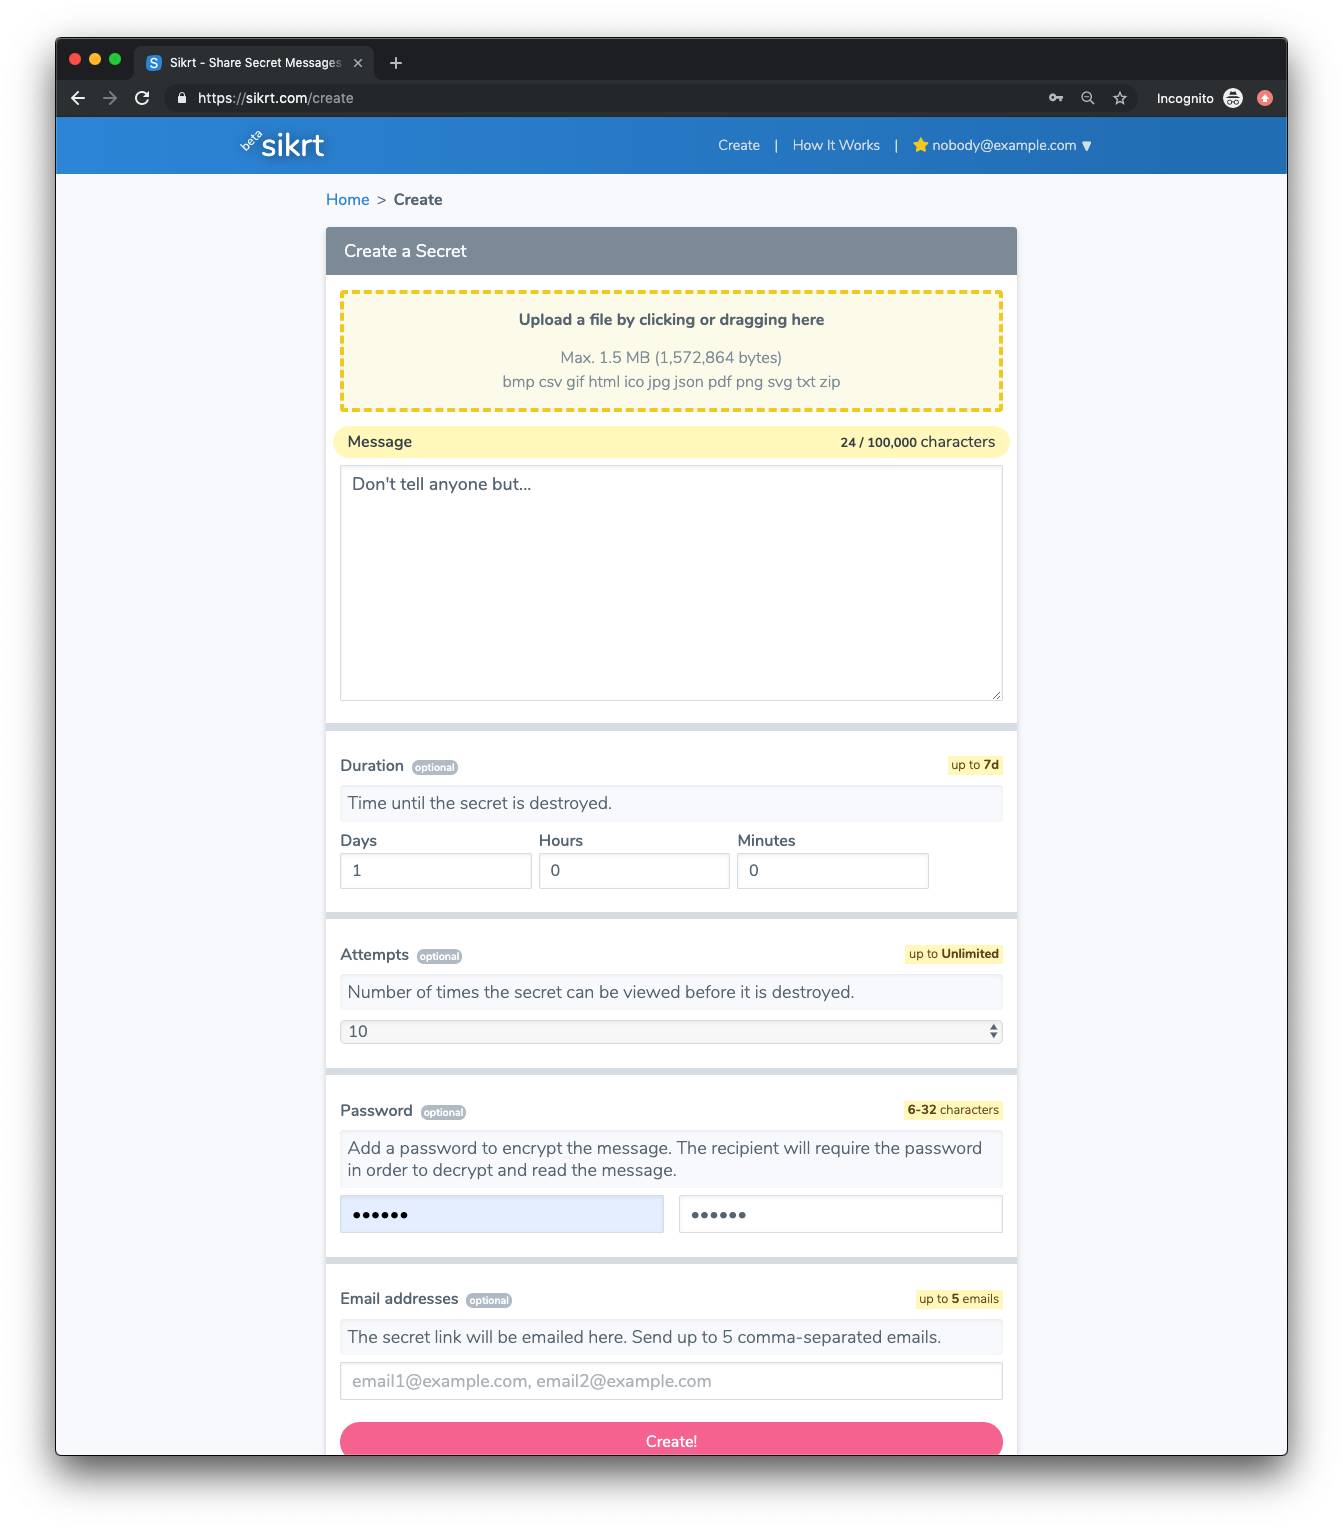 Sikrt - Share Secret Messages
https://sikrt.com/create
Incognito
beta sikrt
Create | How It Works | nobody@example.com ▼
Home > Create
Create a Secret
Upload a file by clicking or dragging here
Max. 1.5 MB (1,572,864 bytes)
bmp csv gif html ico jpg json pdf png svg txt zip
Message 24 / 100,000 characters
Don't tell anyone but...
Duration optional up to 7d
Time until the secret is destroyed.
Days Hours Minutes
1 0 0
Attempts optional up to Unlimited
Number of times the secret can be viewed before it is destroyed.
10
Password optional 6-32 characters
Add a password to encrypt the message. The recipient will require the password
in order to decrypt and read the message.
•••••• ••••••
Email addresses optional up to 5 emails
The secret link will be emailed here. Send up to 5 comma-separated emails.
email1@example.com, email2@example.com
Create!